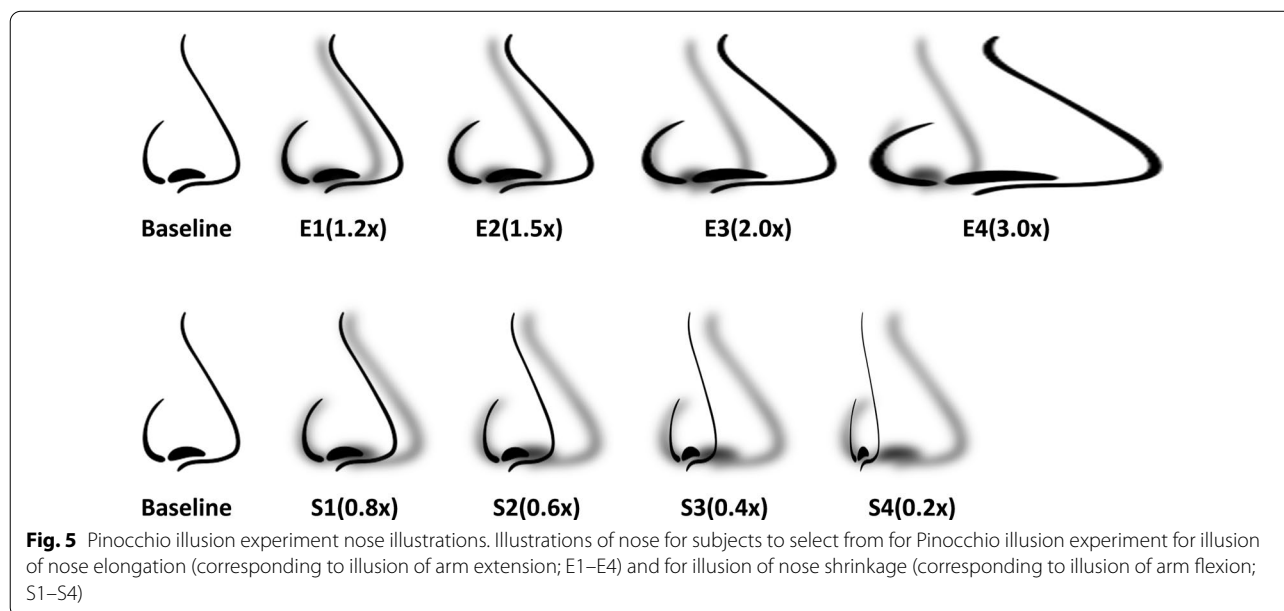 Baseline E1(1.2x) E2(1.5x) E3(2.0x) E4(3.0x)
Baseline S1(0.8x) S2(0.6x) S3(0.4x) S4(0.2x)
Fig. 5 Pinocchio illusion experiment nose illustrations. Illustrations of nose for subjects to select from for Pinocchio illusion experiment for illusion
of nose elongation (corresponding to illusion of arm extension; E1–E4) and for illusion of nose shrinkage (corresponding to illusion of arm flexion;
S1–S4)